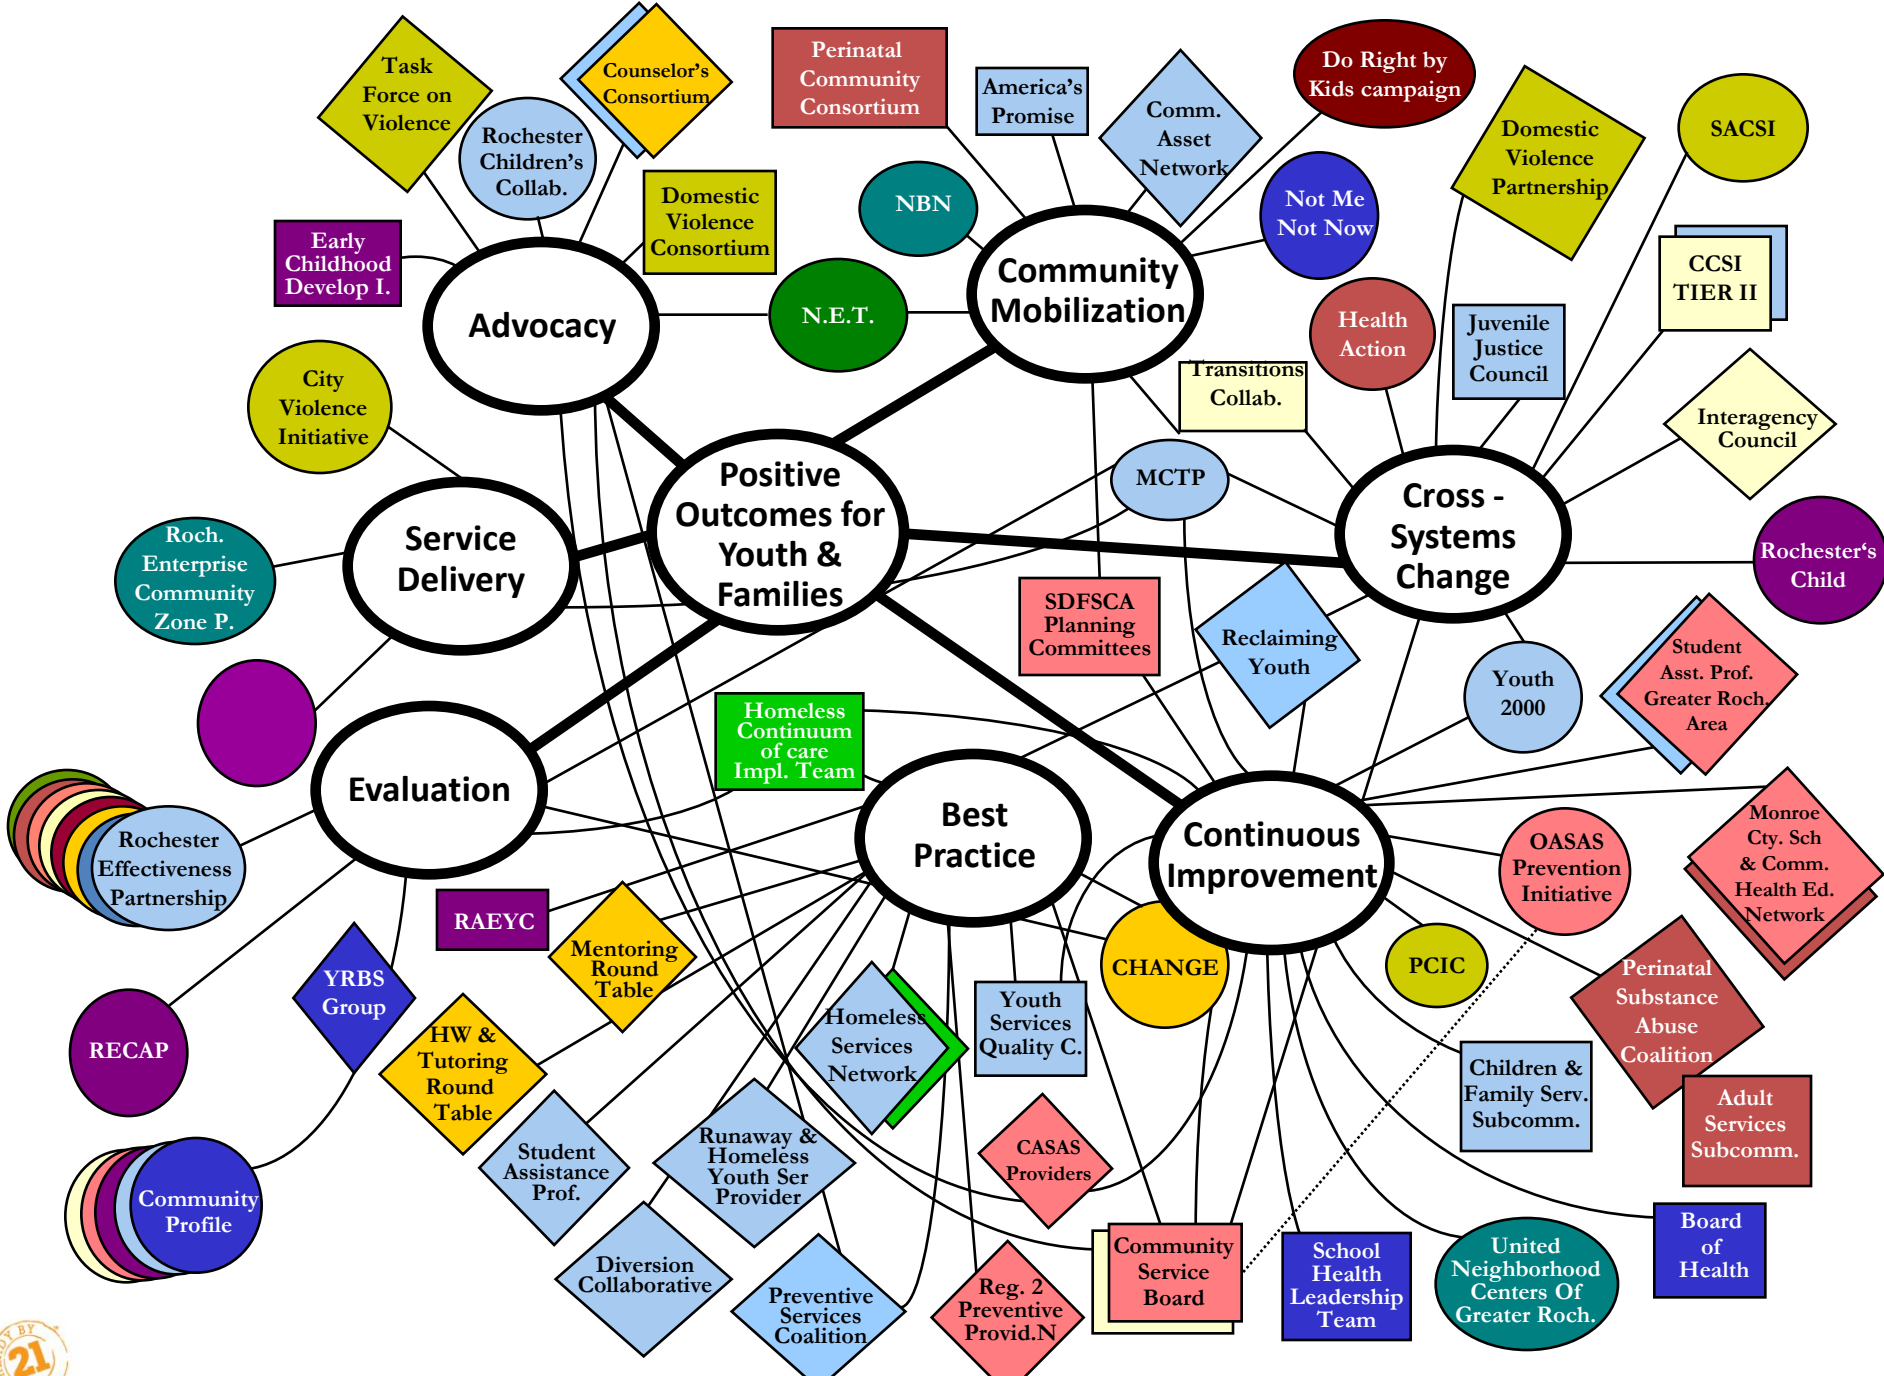 Task
Force on
Violence
Rochester
Children's
Collab.
Counselor's
Consortium
Perinatal
Community
Consortium
America's
Promise
Comm.
Asset
Network
Do Right by
Kids campaign
Domestic
Violence
Partnership
SACSI
Early
Childhood
Develop I.
Domestic
Violence
Consortium
NBN
Not Me
Not Now
CCSI
TIER II
Advocacy
N.E.T.
Community
Mobilization
Health
Action
Juvenile
Justice
Council
City
Violence
Initiative
Transitions
Collab.
Interagency
Council
Positive
Outcomes for
Youth &
Families
MCTP
Cross -
Systems
Change
Service
Delivery
Roch.
Enterprise
Community
Zone P.
Rochester‘s
Child
SDFSCA
Planning
Committees
Reclaiming
Youth
Youth
2000
Student
Asst. Prof.
Greater Roch.
Area
Homeless
Continuum
of care
Impl. Team
Evaluation
Best
Practice
Continuous
Improvement
Rochester
Effectiveness
Partnership
OASAS
Prevention
Initiative
Monroe
Cty. Sch
& Comm.
Health Ed.
Network
RAEYC
Mentoring
Round
Table
CHANGE
PCIC
YRBS
Group
RECAP
HW &
Tutoring
Round
Table
Homeless
Services
Network
Youth
Services
Quality C.
Perinatal
Substance
Abuse
Coalition
Children &
Family Serv.
Subcomm.
Adult
Services
Subcomm.
Student
Assistance
Prof.
Runaway &
Homeless
Youth Ser
Provider
CASAS
Providers
Community
Profile
Diversion
Collaborative
Preventive
Services
Coalition
Reg. 2
Preventive
Provid.N
Community
Service
Board
School
Health
Leadership
Team
United
Neighborhood
Centers Of
Greater Roch.
Board
of
Health
BY
21